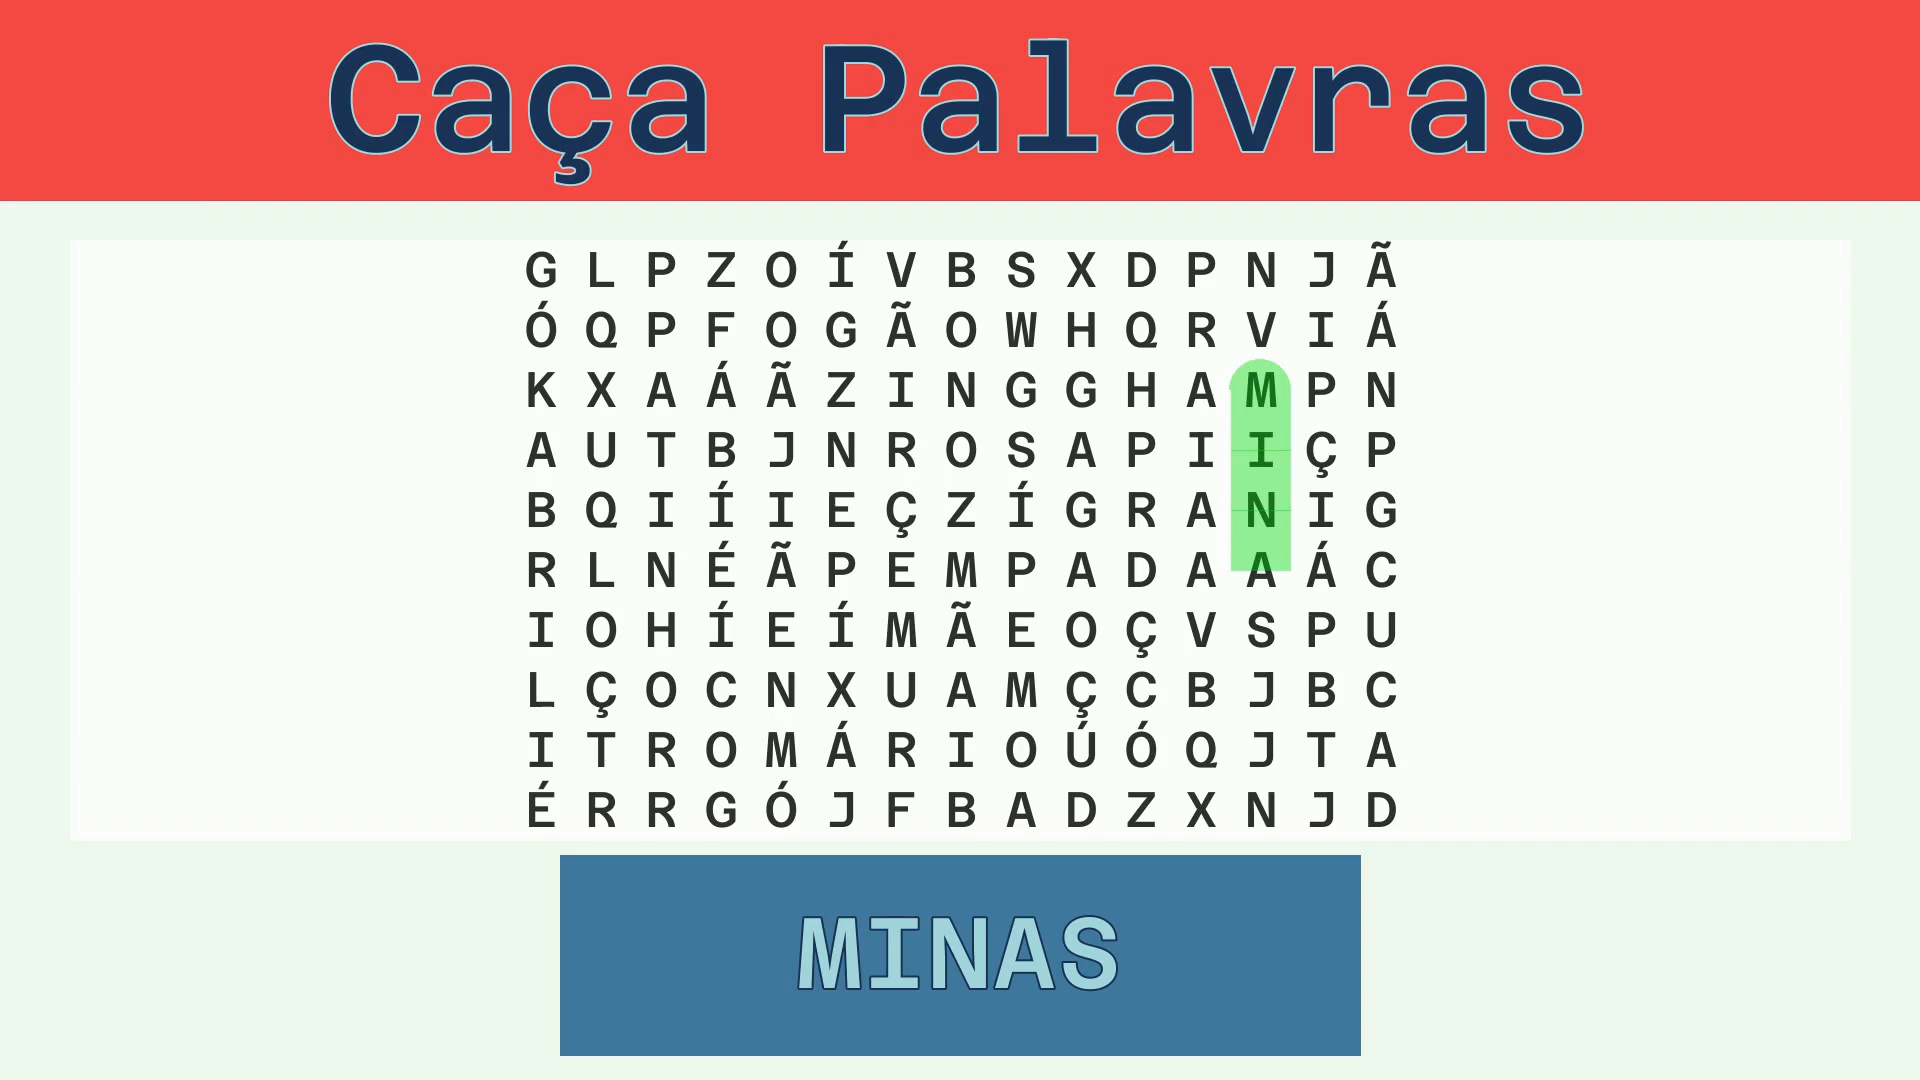 Caça Palavras
G L P Z O Í V B S X D P N J Ã
Ó Q P F O G Ã O W H Q R V I Á
K X A Á Ã Z I N G G H A M P N
A U T B J N R O S A P I I Ç P
B Q I Í I E Ç Z Í G R A N I G
R L N É Ã P E M P A D A A Á C
I O H Í E Í M Ã E O Ç V S P U
L Ç O C N X U A M Ç C B J B C
I T R O M Á R I O Ú Ó Q J T A
É R R G Ó J F B A D Z X N J D
MINAS